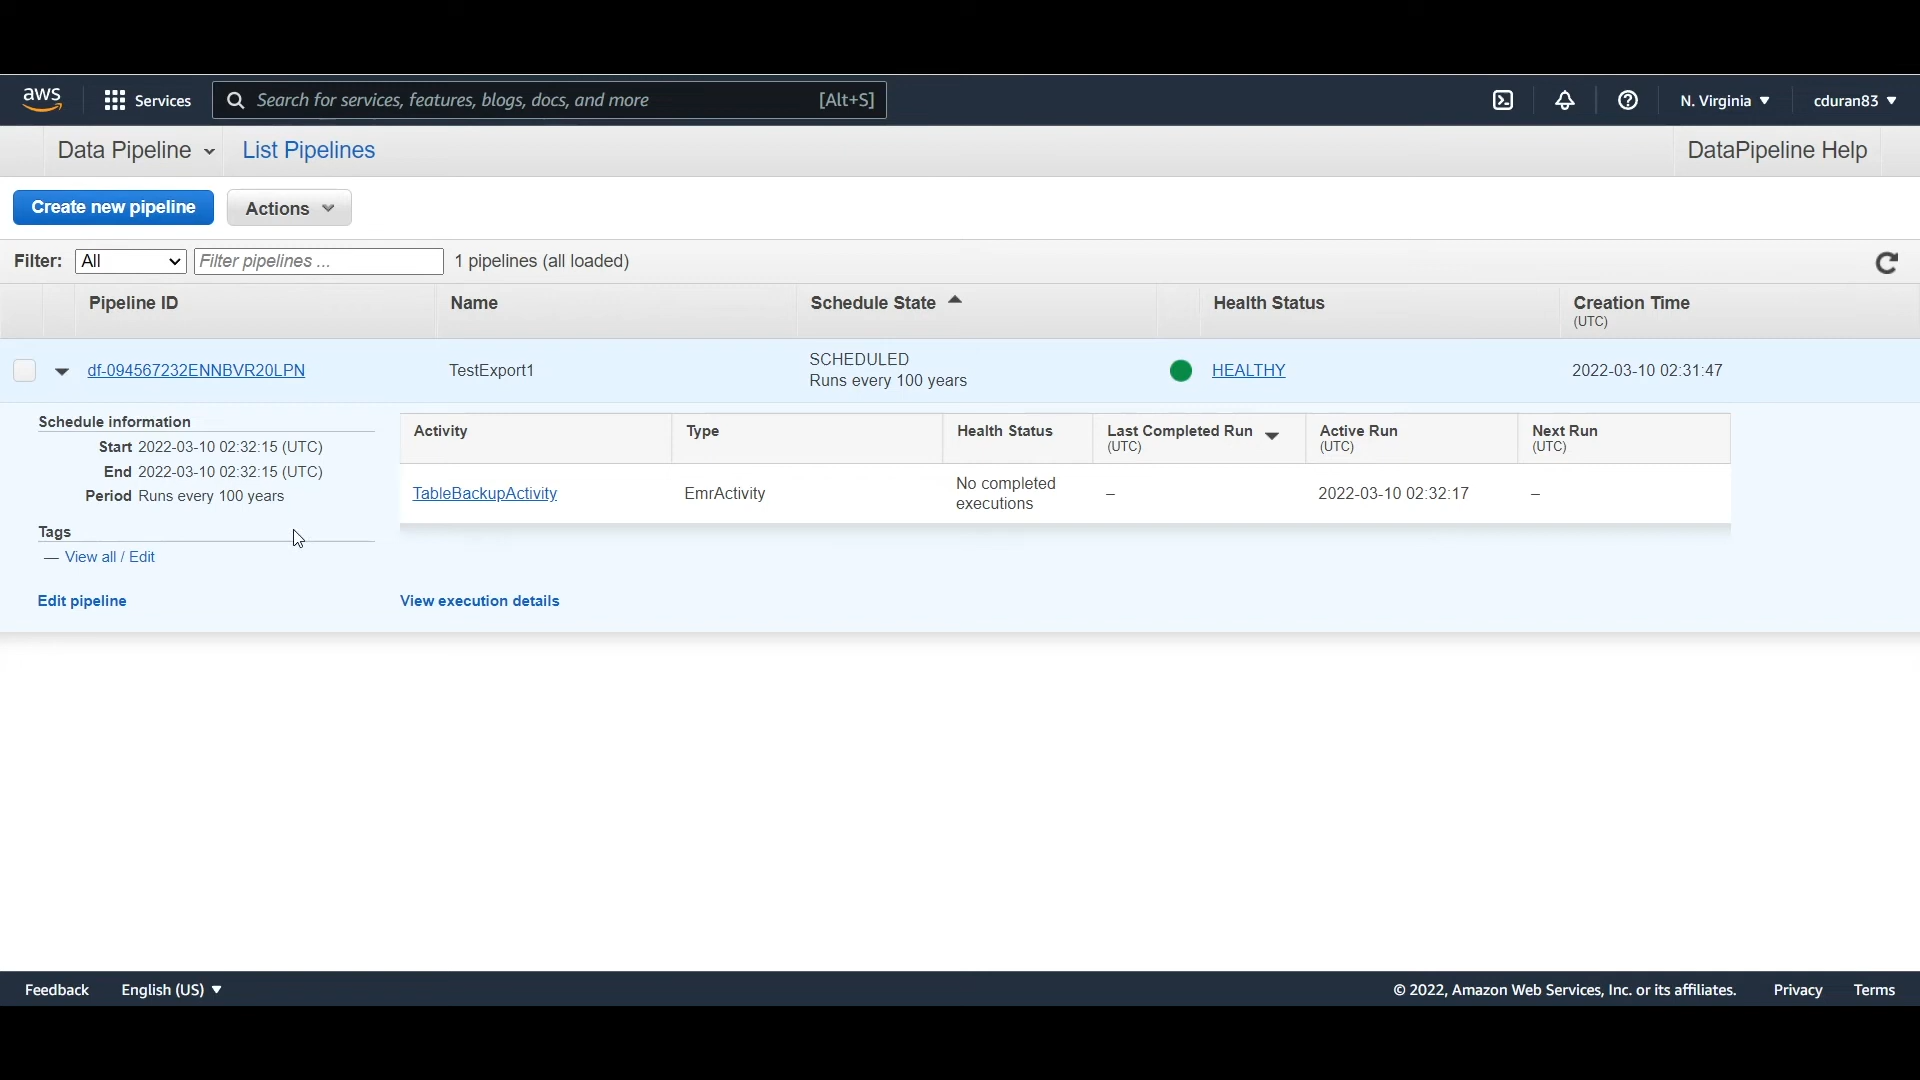 aws Services Search for services, features, blogs, docs, and more [Alt+S] N. Virginia cduran83
Data Pipeline List Pipelines DataPipeline Help
Create new pipeline Actions
Filter: All Filter pipelines ... 1 pipelines (all loaded)
Pipeline ID Name Schedule State Health Status Creation Time
(UTC)
df-094567232ENNBVR20LPN TestExport1 SCHEDULED
Runs every 100 years HEALTHY 2022-03-10 02:31:47
Schedule information
Start 2022-03-10 02:32:15 (UTC)
End 2022-03-10 02:32:15 (UTC)
Period Runs every 100 years
Tags
— View all / Edit
Edit pipeline
Activity Type Health Status Last Completed Run Active Run Next Run
(UTC) (UTC) (UTC)
TableBackupActivity EmrActivity No completed
executions – 2022-03-10 02:32:17 –
View execution details
Feedback English (US) © 2022, Amazon Web Services, Inc. or its affiliates. Privacy Terms